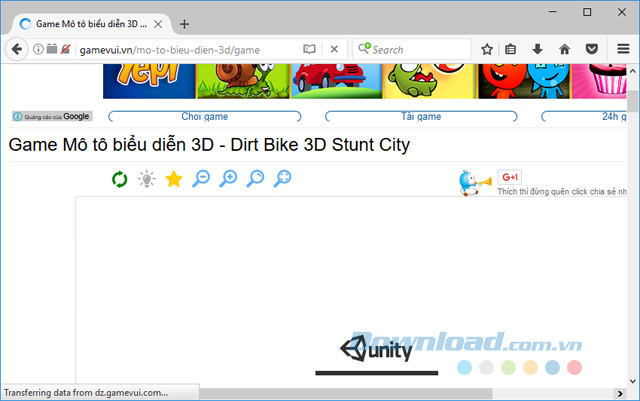 Game Mô tô biểu diễn 3D ...
gamevui.vn/mo-to-bieu-dien-3d/game
Search
Yepi
Quảng cáo của Google
Chơi game
Tải game
24h g
Game Mô tô biểu diễn 3D - Dirt Bike 3D Stunt City
G+1
Thích thì đừng quên click chia sẻ nh
Download.com.vn
unity
Transferring data from dz.gamevui.com...